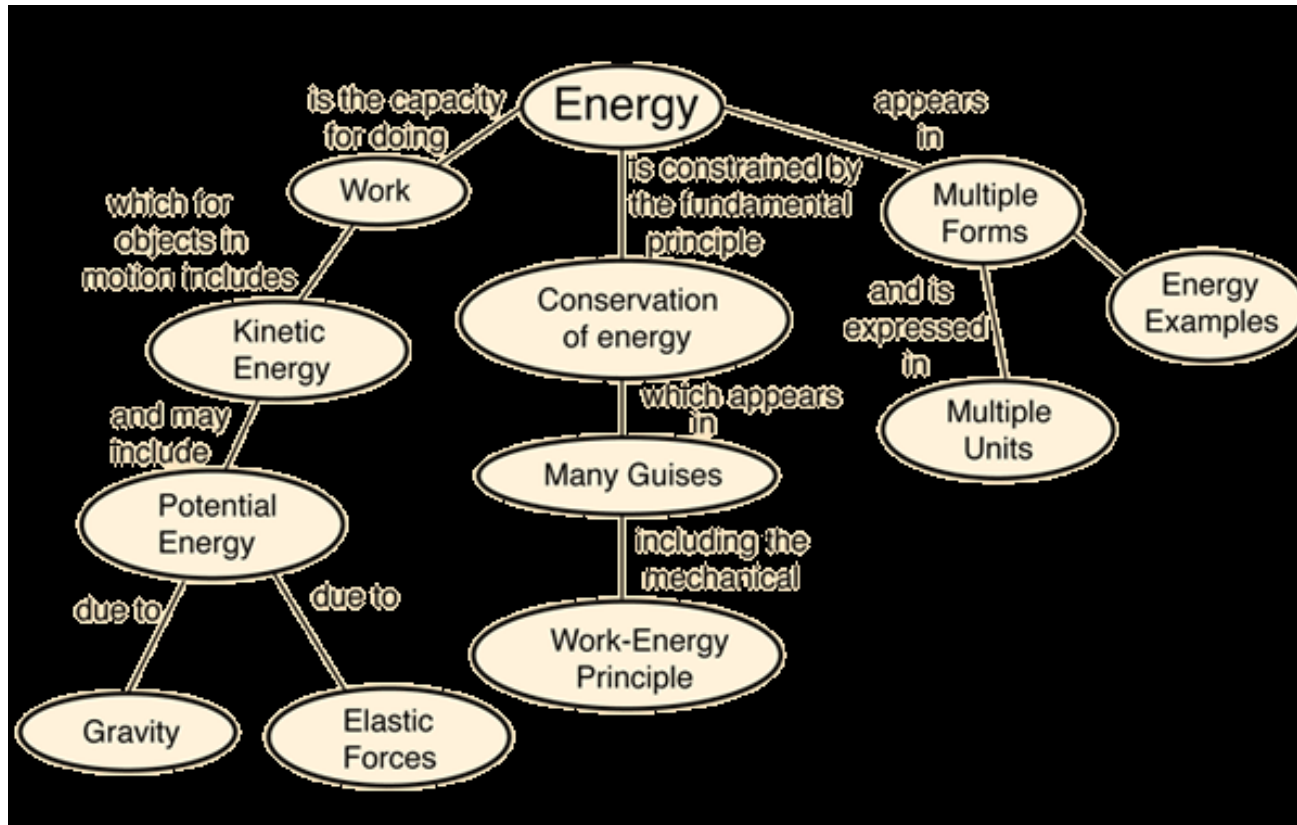 Energy
is the capacity
for doing
Work
which for
objects in
motion includes
Kinetic
Energy
and may
include
Potential
Energy
due to
due to
Gravity
Elastic
Forces
is constrained by
the fundamental
principle
Conservation
of energy
which appears
in
Many Guises
including the
mechanical
Work-Energy
Principle
appears
in
Multiple
Forms
and is
expressed
in
Multiple
Units
Energy
Examples